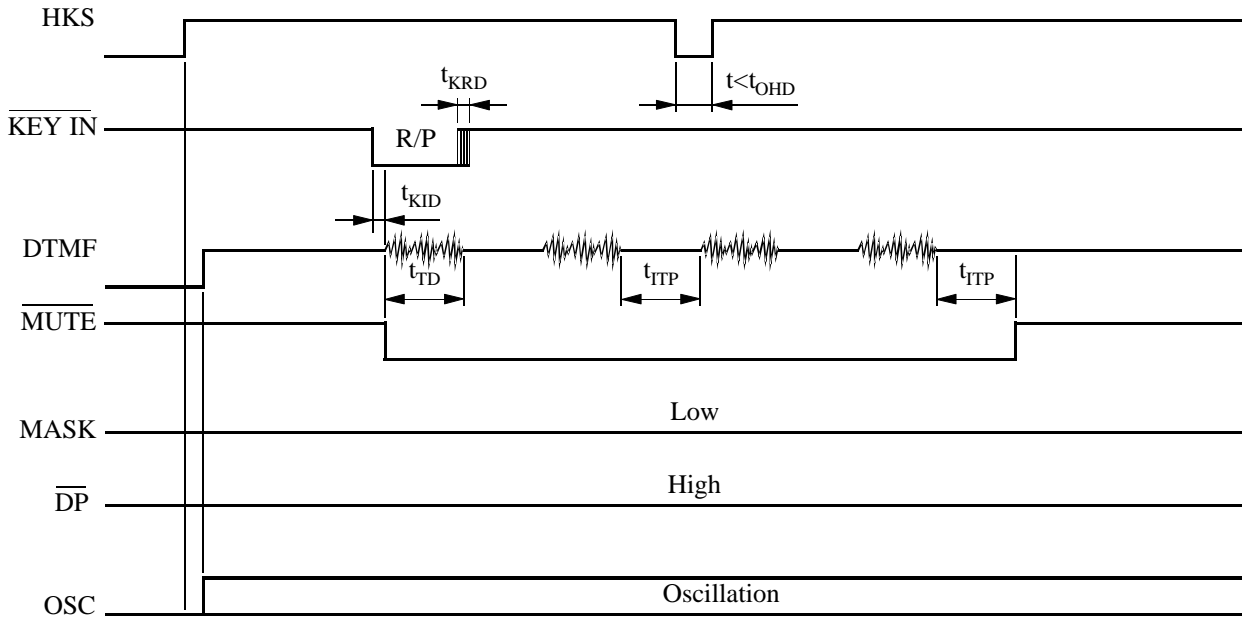 HKS
t<t_OHD
t_KRD
KEY IN
R/P
t_KID
DTMF
t_TD
t_ITP
t_ITP
MUTE
Low
MASK
High
DP
Oscillation
OSC